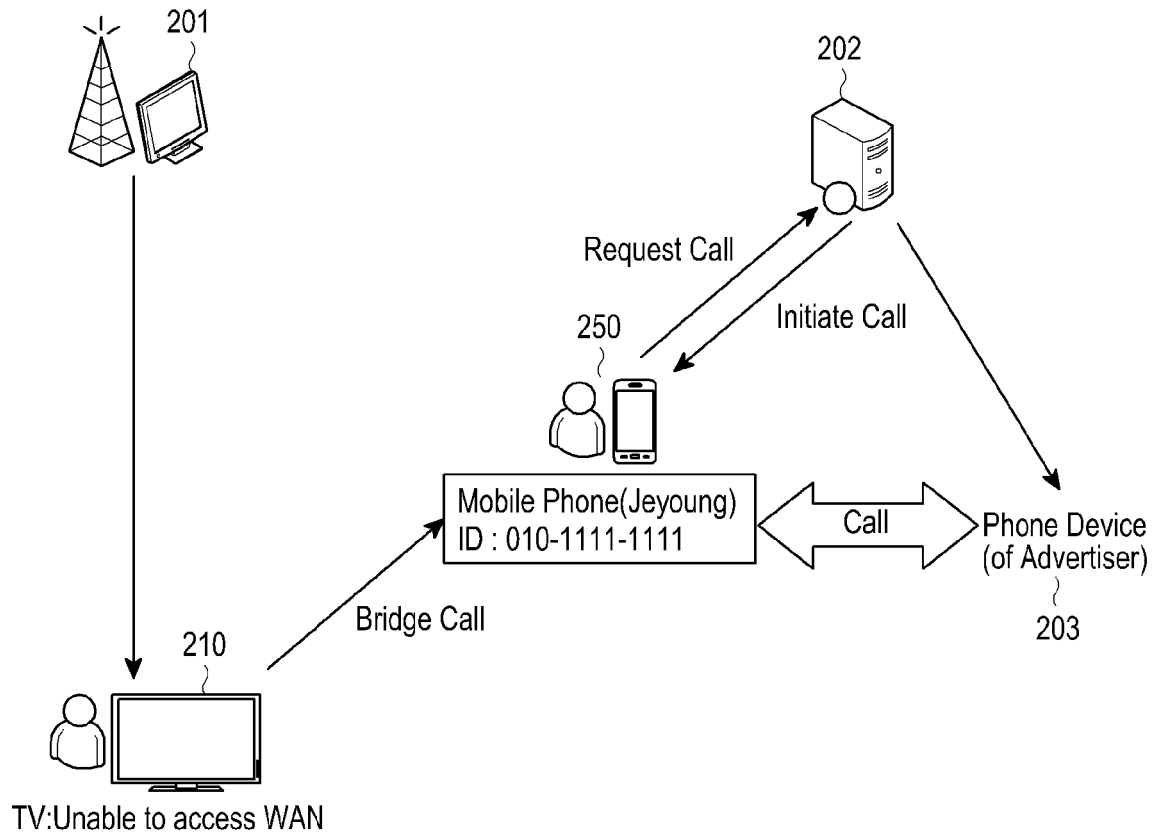 201
202
Request Call
Initiate Call
250
Mobile Phone(Jeyoung)
ID : 010-1111-1111
Call
Phone Device
(of Advertiser)
203
Bridge Call
210
TV:Unable to access WAN